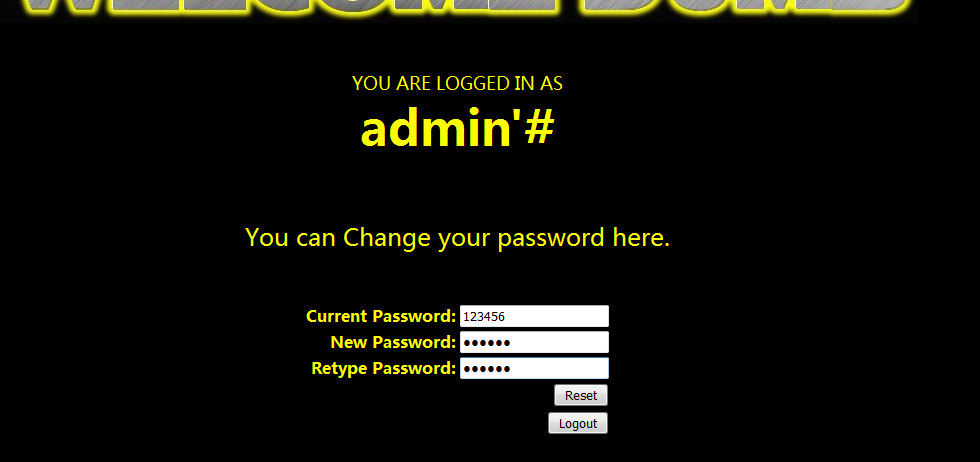 WELCOME
YOU ARE LOGGED IN AS
admin'#
You can Change your password here.
Current Password: 123456
New Password: ••••••
Retype Password: ••••••
Reset
Logout